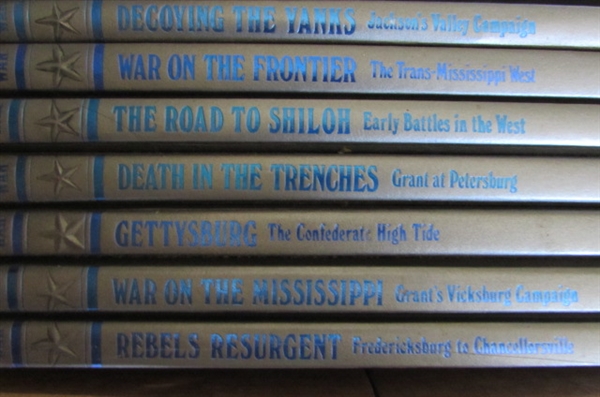 DECOYING THE YANKS Jackson's Valley Campaign
WAR ON THE FRONTIER The Trans-Mississippi West
THE ROAD TO SHILOH Early Battles in the West
DEATH IN THE TRENCHES Grant at Petersburg
GETTYSBURG The Confederate High Tide
WAR ON THE MISSISSIPPI Grant's Vicksburg Campaign
REBELS RESURGENT Fredericksburg to Chancellorsville